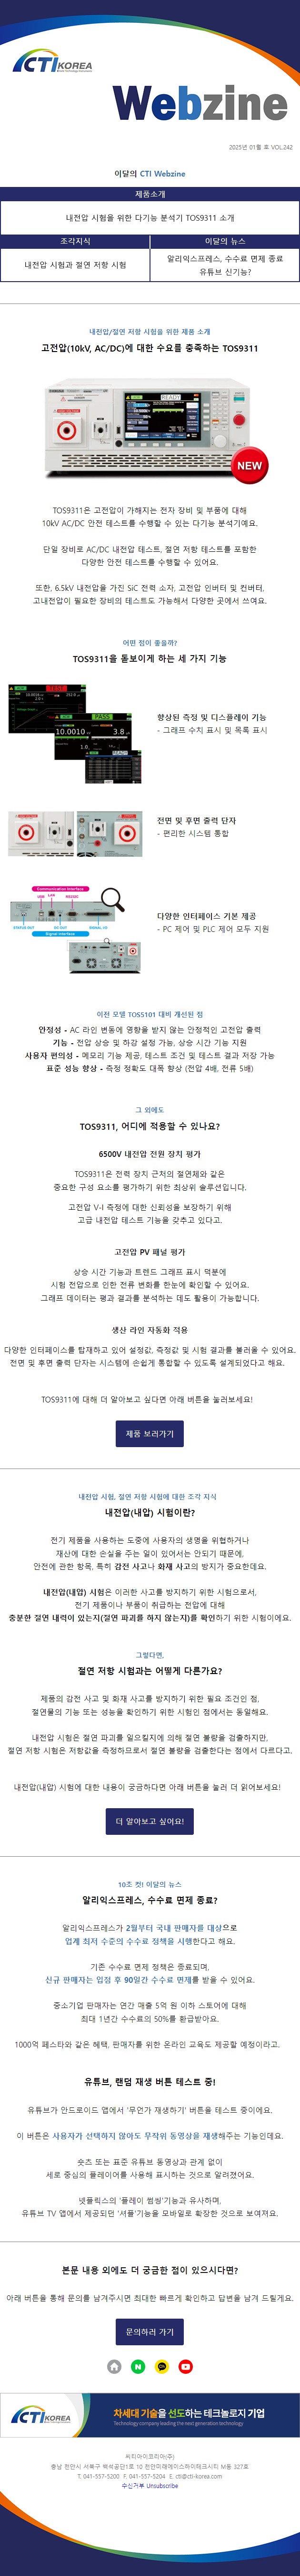 CTI KOREA
Webzine
2025년 01월 호 VOL.242
이달의 CTI Webzine
제품소개
내전압 시험을 위한 다기능 분석기 TOS9311 소개
조각지식
이달의 뉴스
내전압 시험과 절연 저항 시험
알리익스프레스, 수수료 면제 종료
유튜브 신기능?
내전압/절연 저항 시험을 위한 제품 소개
고전압(10kV, AC/DC)에 대한 수요를 충족하는 TOS9311
READY
NEW
TOS9311은 고전압이 가해지는 전자 장비 및 부품에 대해
10kV AC/DC 안전 테스트를 수행할 수 있는 다기능 분석기예요.
단일 장비로 AC/DC 내전압 테스트, 절연 저항 테스트를 포함한
다양한 안전 테스트를 수행할 수 있어요.
또한, 6.5kV 내전압을 가진 SiC 전력 소자, 고전압 인버터 및 컨버터,
고내전압이 필요한 장비의 테스트도 가능해서 다양한 곳에서 쓰여요.
어떤 점이 좋을까?
TOS9311을 돋보이게 하는 세 가지 기능
TEST
PASS
10.0010
3.8
READY
향상된 측정 및 디스플레이 기능
- 그래프 수치 표시 및 목록 표시
전면 및 후면 출력 단자
- 편리한 시스템 통합
Communication Interface
USB LAN RS232C
STATUS OUT
I/O OUT
SIGNAL I/O
Signal Interface
다양한 인터페이스 기본 제공
- PC 제어 및 PLC 제어 모두 지원
이전 모델 TOS5101 대비 개선된 점
안정성 - AC 라인 변동에 영향을 받지 않는 안정적인 고전압 출력
기능 - 전압 상승 및 하강 설정 가능, 상승 시간 기능 지원
사용자 편의성 - 메모리 기능 제공, 테스트 조건 및 테스트 결과 저장 가능
표준 성능 향상 - 측정 정확도 대폭 향상 (전압 4배, 전류 5배)
그 외에도
TOS9311, 어디에 적용할 수 있나요?
6500V 내전압 전원 장치 평가
TOS9311은 전력 장치 근처의 절연체와 같은
중요한 구성 요소를 평가하기 위한 최상위 솔루션입니다.
고전압 V-I 측정에 대한 신뢰성을 보장하기 위해
고급 내전압 테스트 기능을 갖추고 있다고.
고전압 PV 패널 평가
상승 시간 기능과 트렌드 그래프 표시 덕분에
시험 전압으로 인한 전류 변화를 한눈에 확인할 수 있어요.
그래프 데이터는 평과 결과를 분석하는 데도 활용이 가능합니다.
생산 라인 자동화 적용
다양한 인터페이스를 탑재하고 있어 설정값, 측정값 및 시험 결과를 불러올 수 있어요.
전면 및 후면 출력 단자는 시스템에 손쉽게 통합할 수 있도록 설계되었다고 해요.
TOS9311에 대해 더 알아보고 싶다면 아래 버튼을 눌러보세요!
제품 보러가기
내전압 시험, 절연 저항 시험에 대한 조각 지식
내전압(내압) 시험이란?
전기 제품을 사용하는 도중에 사용자의 생명을 위협하거나
재산에 대한 손실을 주는 일이 있어서는 안되기 때문에,
안전에 관한 항목, 특히 감전 사고나 화재 사고의 방지가 중요한데요.
내전압(내압) 시험은 이러한 사고를 방지하기 위한 시험으로서,
전기 제품이나 부품이 취급하는 전압에 대해
충분한 절연 내력이 있는지(절연 파괴를 하지 않는지)를 확인하기 위한 시험이에요.
그렇다면,
절연 저항 시험과는 어떻게 다른가요?
제품의 감전 사고 및 화재 사고를 방지하기 위한 필요 조건인 점,
절연물의 기능 또는 성능을 확인하기 위한 시험인 점에서는 동일해요.
내전압 시험은 절연 파괴를 일으킬지에 의해 절연 불량을 검출하지만,
절연 저항 시험은 저항값을 측정하므로서 절연 불량을 검출한다는 점에서 다르다고.
내전압(내압) 시험에 대한 내용이 궁금하다면 아래 버튼을 눌러 더 읽어보세요!
더 알아보고 싶어요!
10초 컷! 이달의 뉴스
알리익스프레스, 수수료 면제 종료?
알리익스프레스가 2월부터 국내 판매자를 대상으로
업계 최저 수준의 수수료 정책을 시행한다고 해요.
기존 수수료 면제 정책은 종료되며,
신규 판매자는 입점 후 90일간 수수료 면제를 받을 수 있어요.
중소기업 판매자는 연간 매출 5억 원 이하 스토어에 대해
최대 1년간 수수료의 50%를 환급받아요.
1000억 페스타와 같은 혜택, 판매자를 위한 온라인 교육도 제공할 예정이라고.
유튜브, 랜덤 재생 버튼 테스트 중!
유튜브가 안드로이드 앱에서 '무언가 재생하기' 버튼을 테스트 중이에요.
이 버튼은 사용자가 선택하지 않아도 무작위 동영상을 재생해주는 기능인데요.
숏츠 또는 표준 유튜브 동영상과 관계 없이
세로 중심의 플레이어를 사용해 표시하는 것으로 알려졌어요.
넷플릭스의 '플레이 썸씽'기능과 유사하며,
유튜브 TV 앱에서 제공되던 '셔플'기능을 모바일로 확장한 것으로 보여져요.
본문 내용 외에도 더 궁금한 점이 있으시다면?
아래 버튼을 통해 문의를 남겨주시면 최대한 빠르게 확인하고 답변을 남겨 드릴게요.
문의하러 가기
CTI KOREA
차세대 기술을 선도하는 테크놀로지 기업
Technology company leading the next generation technology
씨티아이코리아(주)
충남 천안시 서북구 백석공단1로 10 천안미래에이스하이테크시티 M동 327호
T. 041-557-5200 F. 041-557-5204 E. cti@cti-korea.com
수신거부 Unsubscribe